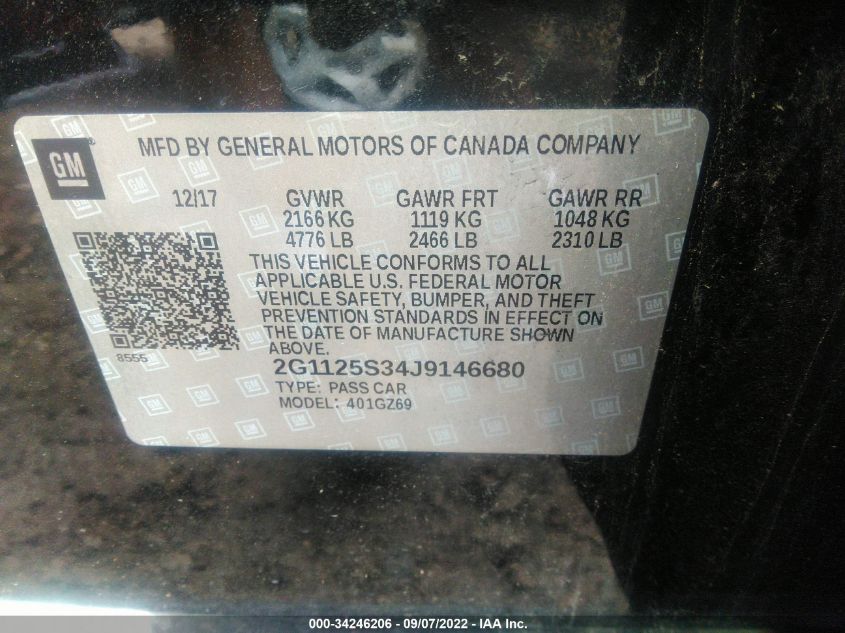 GM
MFD BY GENERAL MOTORS OF CANADA COMPANY
12/17 GVWR GAWR FRT GAWR RR
2166 KG 1119 KG 1048 KG
4776 LB 2466 LB 2310 LB
THIS VEHICLE CONFORMS TO ALL
APPLICABLE U.S. FEDERAL MOTOR
VEHICLE SAFETY, BUMPER, AND THEFT
PREVENTION STANDARDS IN EFFECT ON
THE DATE OF MANUFACTURE SHOWN
ABOVE.
8555
2G1125S34J9146680
TYPE: PASS CAR
MODEL: 401GZ69
000-34246206 - 09/07/2022 - IAA Inc.